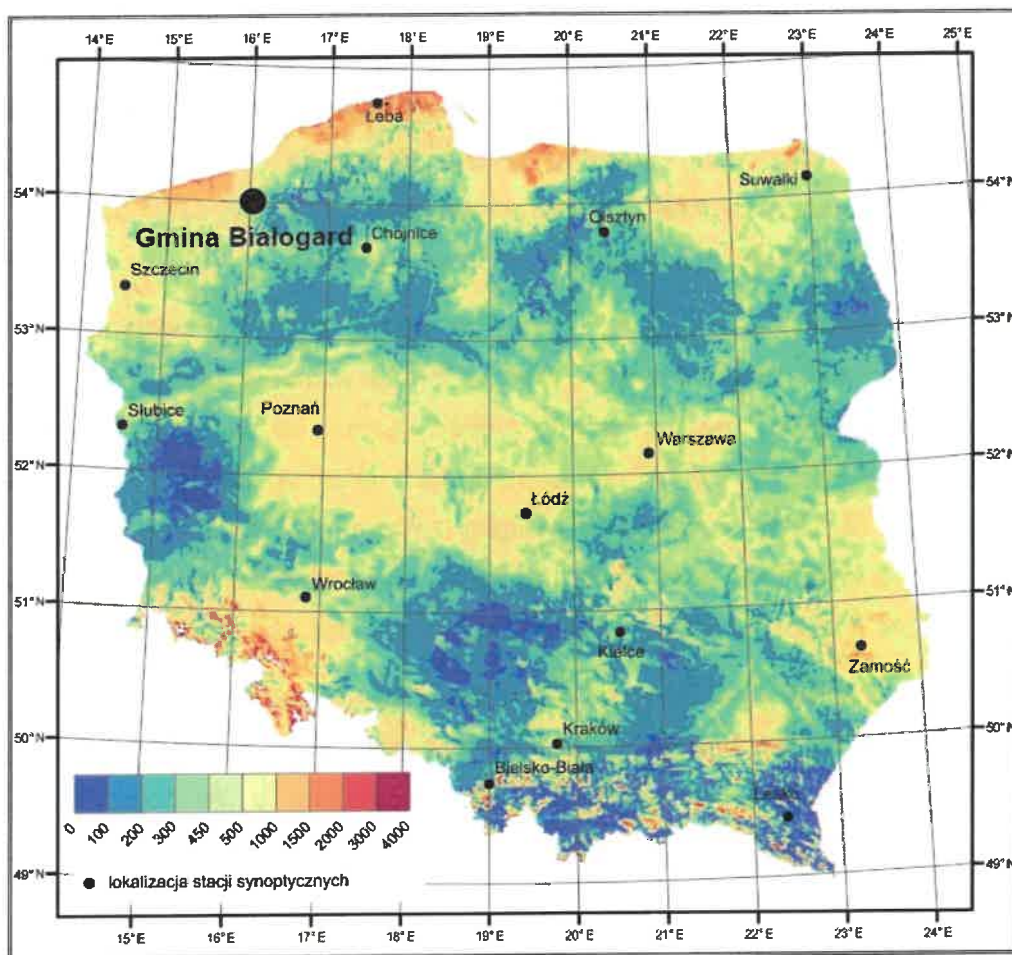 14°E 15°E 16°E 17°E 18°E 19°E 20°E 21°E 22°E 23°E 24°E 25°E
Łeba
54°N
54°N
Suwałki
Olsztyn
Gmina Białogard
Chojnice
Szczecin
53°N
53°N
Słubice
Poznań
Warszawa
52°N
52°N
Łódź
Wrocław
51°N
51°N
Kielce
Zamość
50°N
50°N
Kraków
Bielsko-Biała
Lesko
0 100 200 300 450 500 1000 1500 2000 3000 4000
49°N
49°N
lokalizacja stacji synoptycznych
15°E 16°E 17°E 18°E 19°E 20°E 21°E 22°E 23°E 24°E